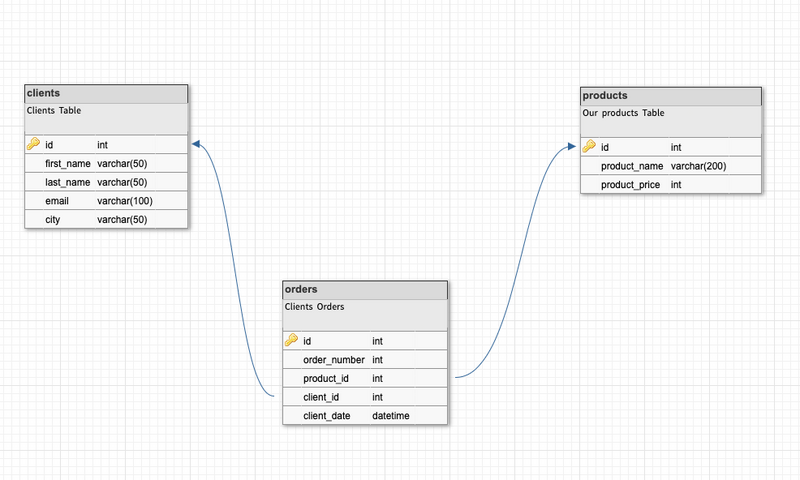 clients
Clients Table
id int
first_name varchar(50)
last_name varchar(50)
email varchar(100)
city varchar(50)
products
Our products Table
id int
product_name varchar(200)
product_price int
orders
Clients Orders
id int
order_number int
product_id int
client_id int
client_date datetime